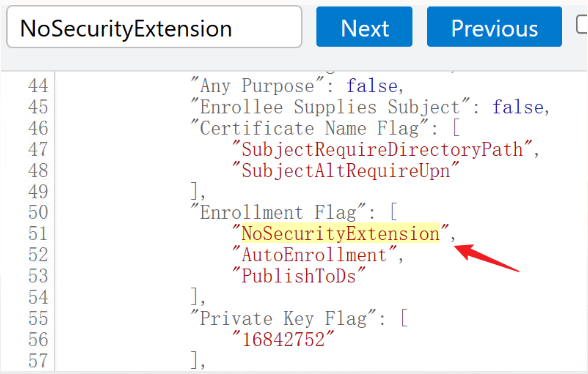 NoSecurityExtension Next Previous
44 "Any Purpose": false,
45 "Enrollee Supplies Subject": false,
46 "Certificate Name Flag": [
47 "SubjectRequireDirectoryPath",
48 "SubjectAltRequireUpn"
49 ],
50 "Enrollment Flag": [
51 "NoSecurityExtension",
52 "AutoEnrollment",
53 "PublishToDs"
54 ],
55 "Private Key Flag": [
56 "16842752"
57 ],